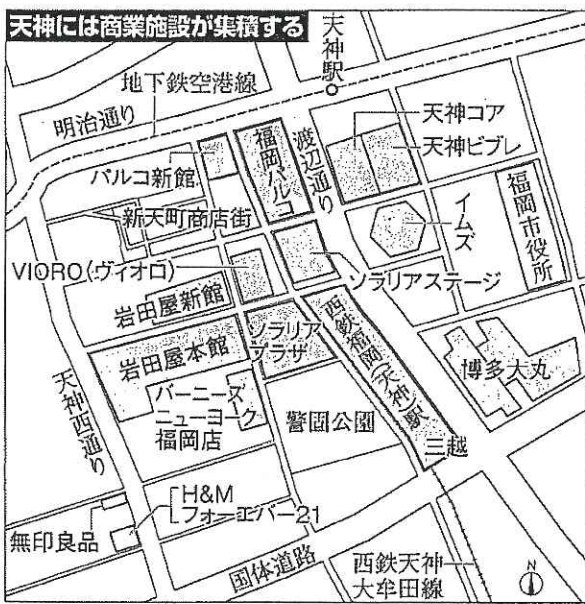 天神には商業施設が集積する
天神駅
地下鉄空港線
明治通り
渡辺通り
天神コア
天神ビブレ
福岡パルコ
パルコ新館
新天町商店街
イムズ
福岡市役所
VIORO(ヴィオロ)
ソラリアステージ
岩田屋新館
岩田屋本館
ソラリア
プラザ
西鉄福岡(天神)駅
博多大丸
天神西通り
バーニーズ
ニューヨーク
福岡店
警固公園
三越
H&M
フォーエバー21
無印良品
国体道路
西鉄天神
大牟田線
N